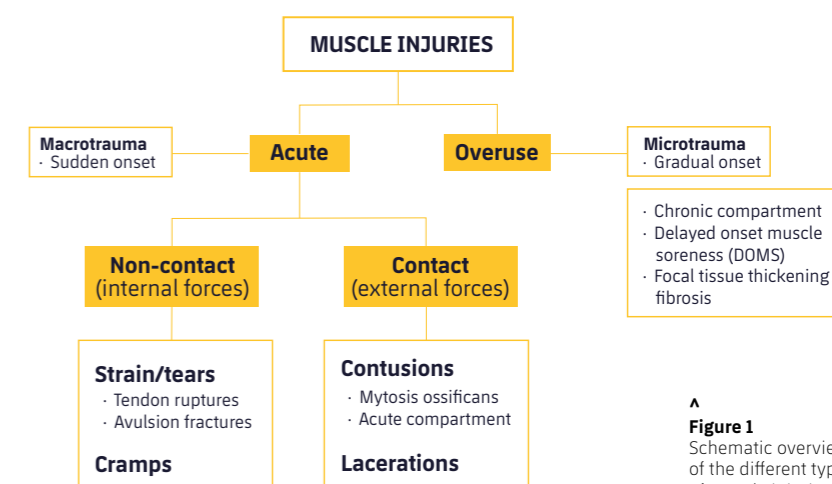 MUSCLE INJURIES
Macrotrauma
· Sudden onset
Acute
Overuse
Microtrauma
· Gradual onset
· Chronic compartment
· Delayed onset muscle
soreness (DOMS)
· Focal tissue thickening
fibrosis
Non-contact
(internal forces)
Contact
(external forces)
Strain/tears
· Tendon ruptures
· Avulsion fractures
Cramps
Contusions
· Mytosis ossificans
· Acute compartment
Lacerations
^
Figure 1
Schematic
of the different